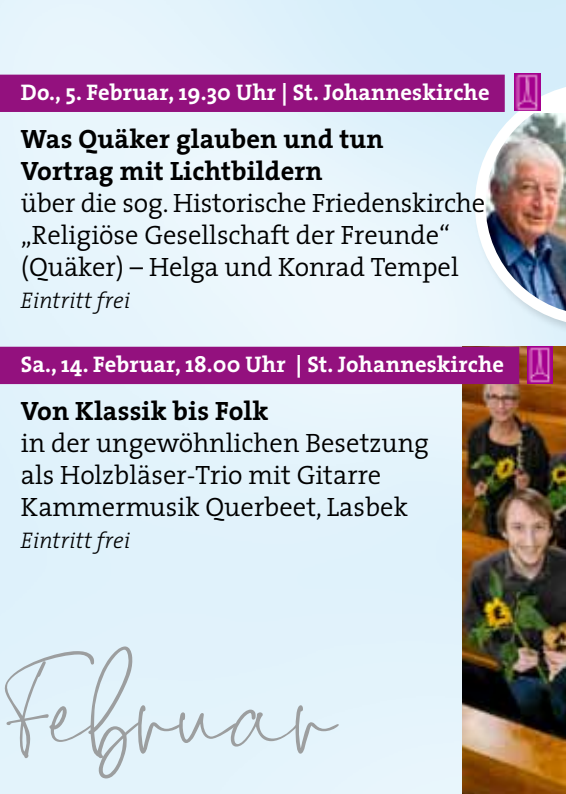 Do., 5. Februar, 19.30 Uhr | St. Johanneskirche
Was Quäker glauben und tun
Vortrag mit Lichtbildern
über die sog. Historische Friedenskirche
„Religiöse Gesellschaft der Freunde“
(Quäker) – Helga und Konrad Tempel
Eintritt frei
Sa., 14. Februar, 18.00 Uhr | St. Johanneskirche
Von Klassik bis Folk
in der ungewöhnlichen Besetzung
als Holzbläser-Trio mit Gitarre
Kammermusik Querbeet, Lasbek
Eintritt frei
Februar